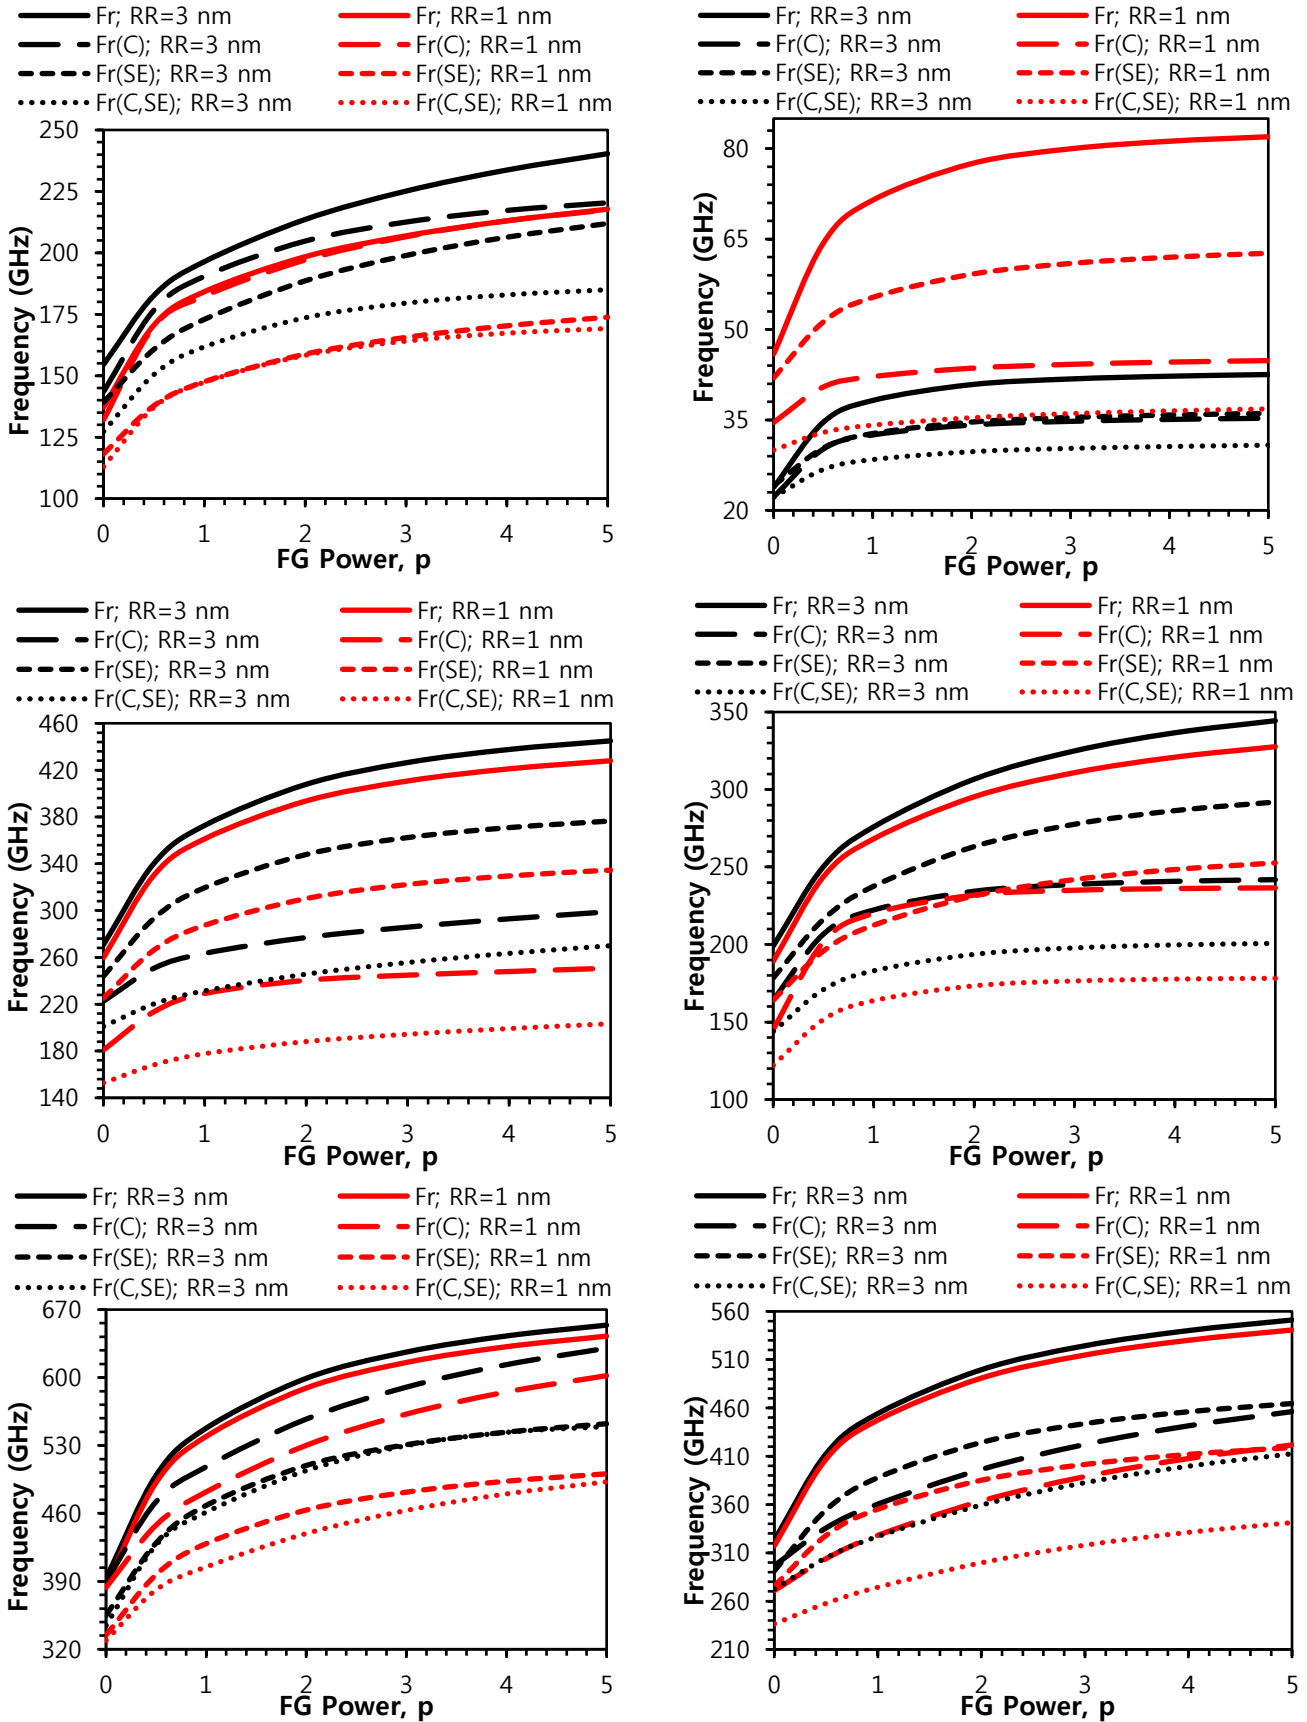 Fr; RR=3 nm
Fr; RR=1 nm
Fr(C); RR=3 nm
Fr(C); RR=1 nm
Fr(SE); RR=3 nm
Fr(SE); RR=1 nm
Fr(C,SE); RR=3 nm
Fr(C,SE); RR=1 nm
Frequency (GHz)
250
225
200
175
150
125
100
0 1 2 3 4 5
FG Power, p
Fr; RR=3 nm
Fr; RR=1 nm
Fr(C); RR=3 nm
Fr(C); RR=1 nm
Fr(SE); RR=3 nm
Fr(SE); RR=1 nm
Fr(C,SE); RR=3 nm
Fr(C,SE); RR=1 nm
Frequency (GHz)
80
65
50
35
20
0 1 2 3 4 5
FG Power, p
Fr; RR=3 nm
Fr; RR=1 nm
Fr(C); RR=3 nm
Fr(C); RR=1 nm
Fr(SE); RR=3 nm
Fr(SE); RR=1 nm
Fr(C,SE); RR=3 nm
Fr(C,SE); RR=1 nm
Frequency (GHz)
460
420
380
340
300
260
220
180
140
0 1 2 3 4 5
FG Power, p
Fr; RR=3 nm
Fr; RR=1 nm
Fr(C); RR=3 nm
Fr(C); RR=1 nm
Fr(SE); RR=3 nm
Fr(SE); RR=1 nm
Fr(C,SE); RR=3 nm
Fr(C,SE); RR=1 nm
Frequency (GHz)
350
300
250
200
150
100
0 1 2 3 4 5
FG Power, p
Fr; RR=3 nm
Fr; RR=1 nm
Fr(C); RR=3 nm
Fr(C); RR=1 nm
Fr(SE); RR=3 nm
Fr(SE); RR=1 nm
Fr(C,SE); RR=3 nm
Fr(C,SE); RR=1 nm
Frequency (GHz)
670
600
530
460
390
320
0 1 2 3 4 5
FG Power, p
Fr; RR=3 nm
Fr; RR=1 nm
Fr(C); RR=3 nm
Fr(C); RR=1 nm
Fr(SE); RR=3 nm
Fr(SE); RR=1 nm
Fr(C,SE); RR=3 nm
Fr(C,SE); RR=1 nm
Frequency (GHz)
560
510
460
410
360
310
260
210
0 1 2 3 4 5
FG Power, p